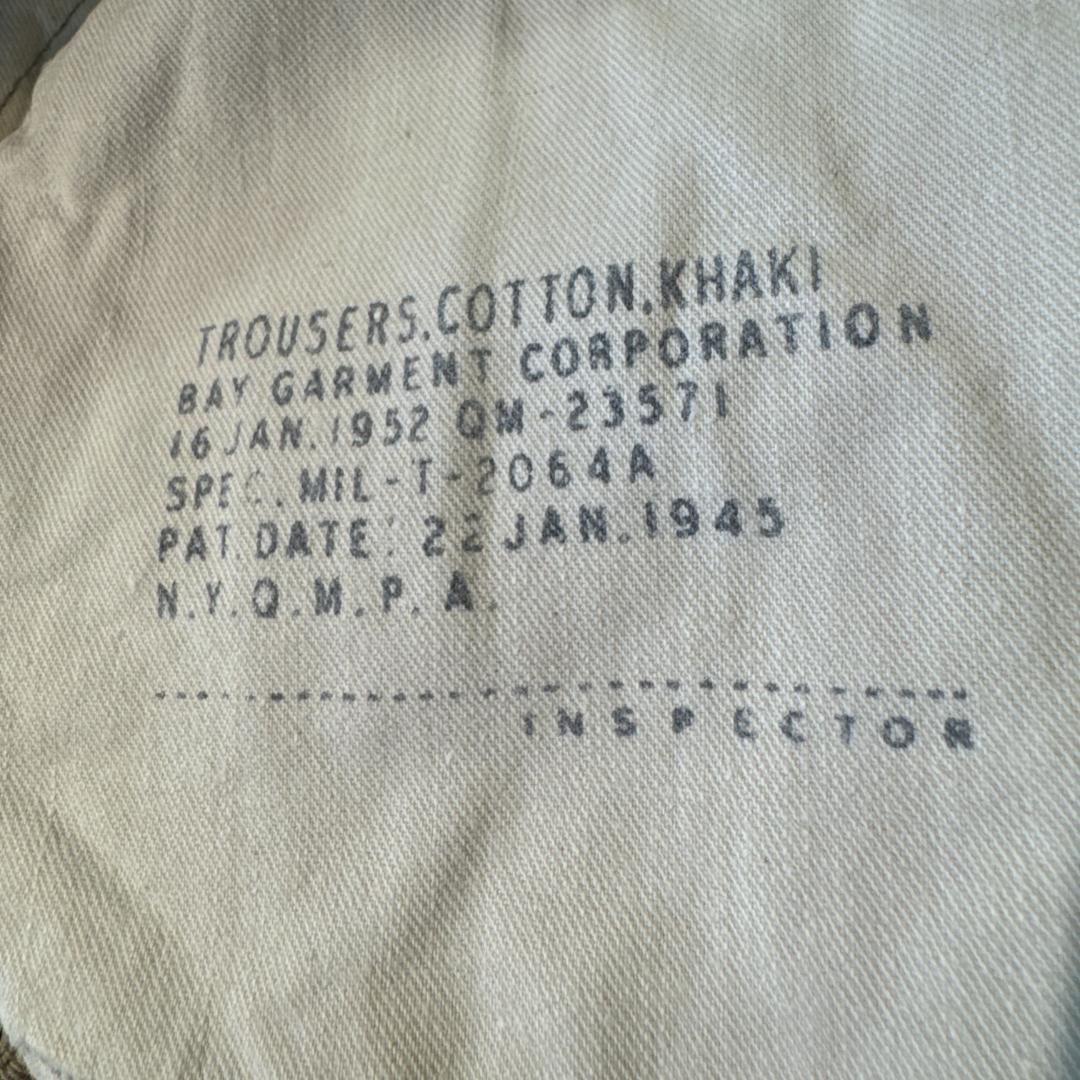 TROUSERS,COTTON,KHAKI
BAY GARMENT CORPORATION
16 JAN. 1952 QM-23571
SPEC. MIL-T-2064A
PAT. DATE: 22 JAN. 1945
N.Y.Q.M.P.A.
INSPECTOR